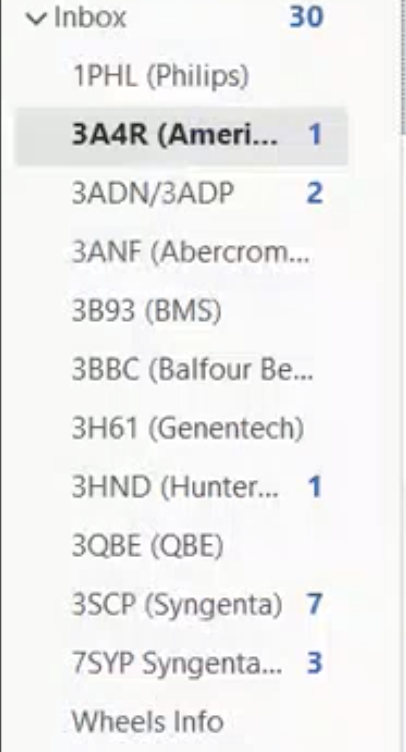 Inbox 30
1PHL (Philips)
3A4R (Ameri... 1
3ADN/3ADP 2
3ANF (Abercrom...
3B93 (BMS)
3BBC (Balfour Be...
3H61 (Genentech)
3HND (Hunter... 1
3QBE (QBE)
3SCP (Syngenta) 7
7SYP Syngenta... 3
Wheels Info